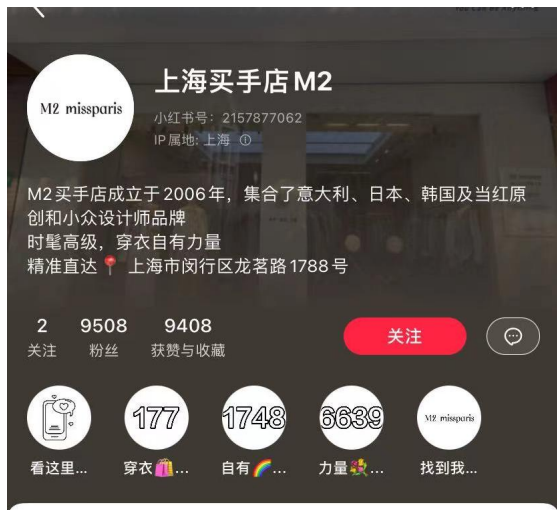 M2 missparis
上海买手店M2
小红书号：2157877062
IP属地：上海
M2买手店成立于2006年，集合了意大利、日本、韩国及当红原
创和小众设计师品牌
时髦高级，穿衣自有力量
精准直达📍上海市闵行区龙茗路1788号
2 9508 9408
关注 粉丝 获赞与收藏
关注
177 1748 6639 M2 missparis
看这里... 穿衣🛍️... 自有🌈... 力量💐... 找到我...